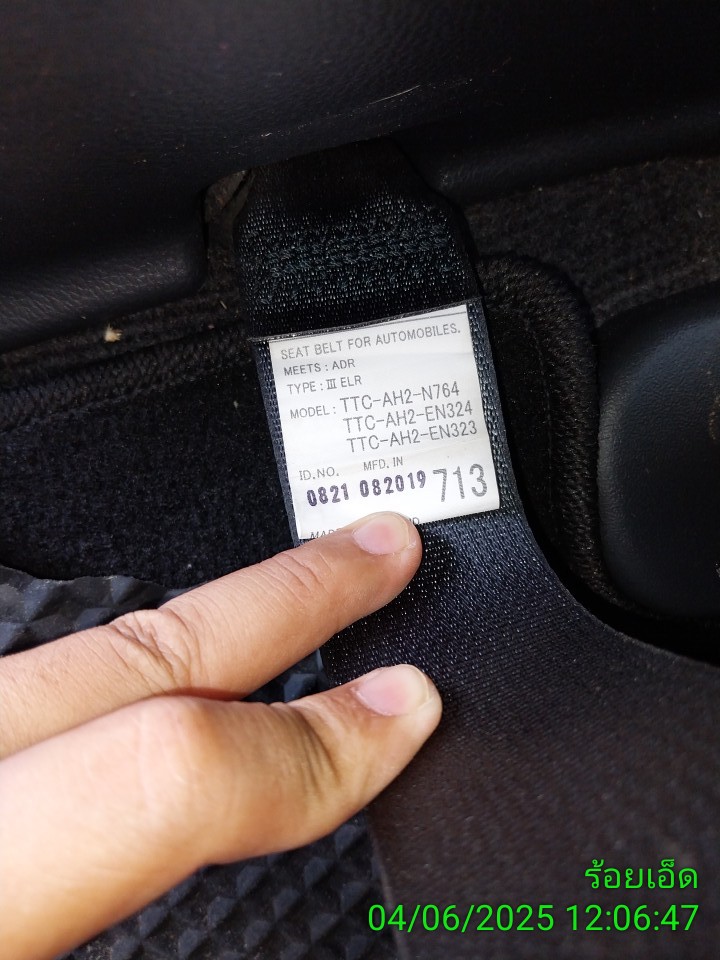 SEAT BELT FOR AUTOMOBILES.
MEETS : ADR
TYPE : III ELR
MODEL : TTC-AH2-N764
TTC-AH2-EN324
TTC-AH2-EN323
ID.NO. MFD. IN
0821 082019 713
ร้อยเอ็ด
04/06/2025 12:06:47